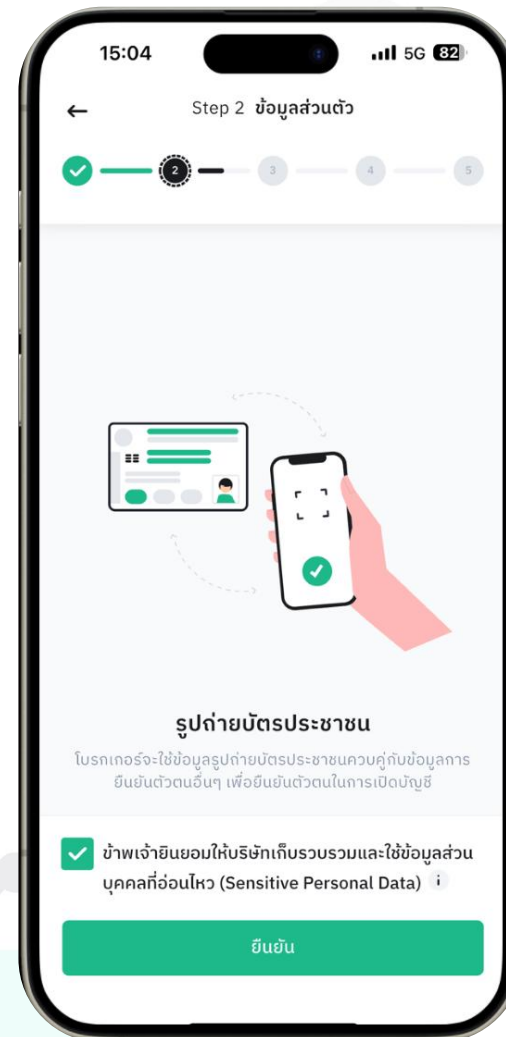 15:04
5G 82
Step 2 ข้อมูลส่วนตัว
2
3
4
5
รูปถ่ายบัตรประชาชน
โบรกเกอร์จะใช้ข้อมูลรูปถ่ายบัตรประชาชนควบคู่กับข้อมูลการ
ยืนยันตัวตนอื่นๆ เพื่อยืนยันตัวตนในการเปิดบัญชี
ข้าพเจ้ายินยอมให้บริษัทเก็บรวบรวมและใช้ข้อมูลส่วน
บุคคลที่อ่อนไหว (Sensitive Personal Data) i
ยืนยัน